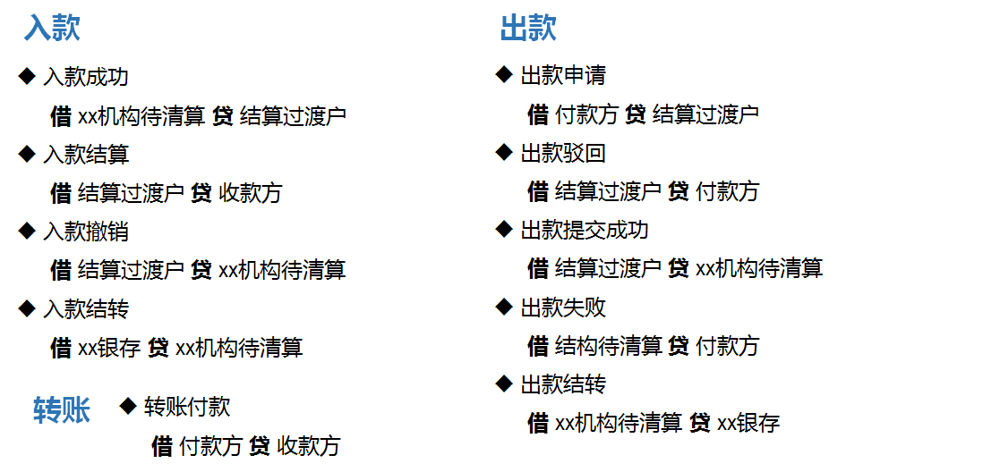 入款
◆ 入款成功
借 xx机构待清算 贷 结算过渡户
◆ 入款结算
借 结算过渡户 贷 收款方
◆ 入款撤销
借 结算过渡户 贷 xx机构待清算
◆ 入款结转
借 xx银存 贷 xx机构待清算
转账
◆ 转账付款
借 付款方 贷 收款方
出款
◆ 出款申请
借 付款方 贷 结算过渡户
◆ 出款驳回
借 结算过渡户 贷 付款方
◆ 出款提交成功
借 结算过渡户 贷 xx机构待清算
◆ 出款失败
借 结构待清算 贷 付款方
◆ 出款结转
借 xx机构待清算 贷 xx银存